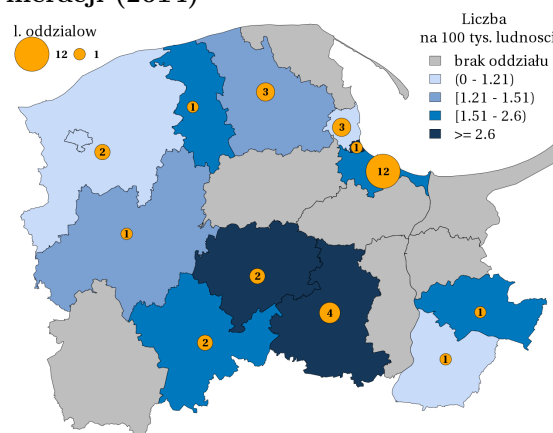 l. oddzialow
12 1
Liczba
na 100 tys. ludnosci
brak oddziału
(0 - 1.21)
[1.21 - 1.51)
[1.51 - 2.6)
>= 2.6
1
3
3
2
1
12
1
2
4
1
2
1